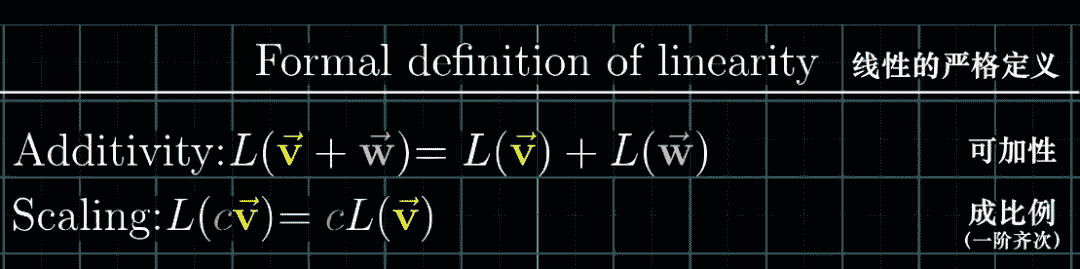 Formal definition of linearity 线性的严格定义
Additivity: L(v⃗ + w⃗) = L(v⃗) + L(w⃗) 可加性
Scaling: L(cv⃗) = cL(v⃗) 成比例
(一阶齐次)